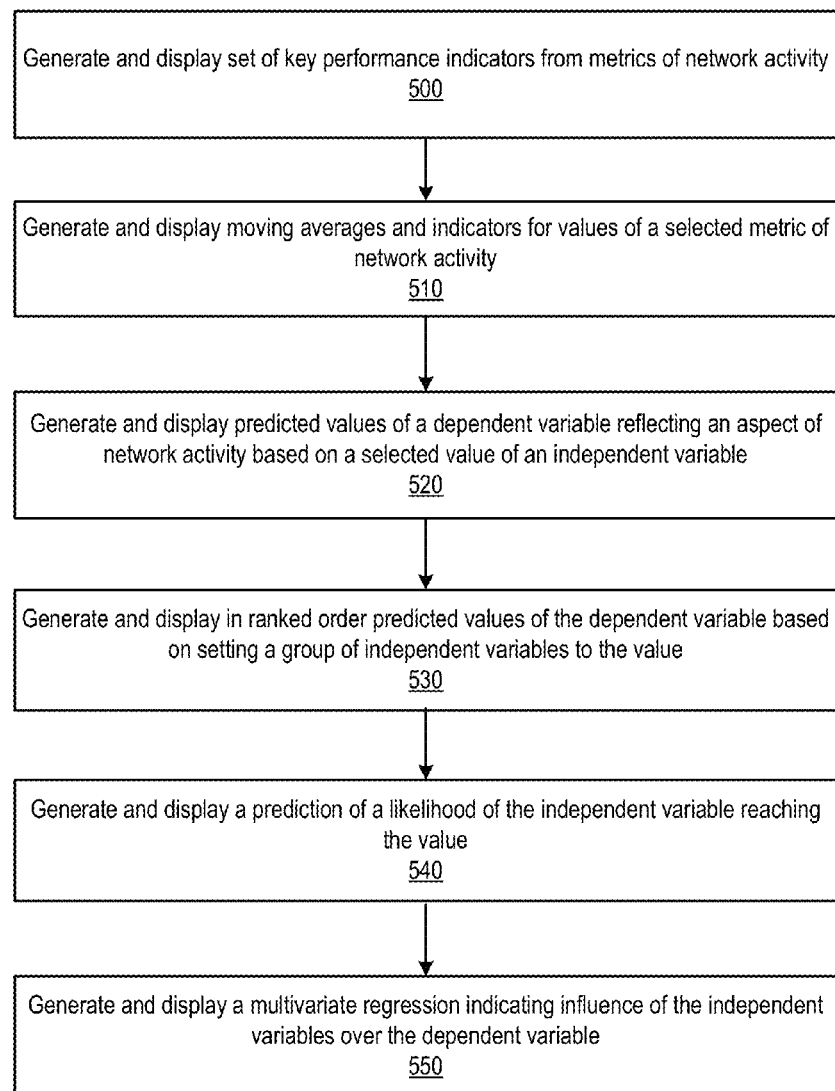 Generate and display set of key performance indicators from metrics of network activity
500
Generate and display moving averages and indicators for values of a selected metric of
network activity
510
Generate and display predicted values of a dependent variable reflecting an aspect of
network activity based on a selected value of an independent variable
520
Generate and display in ranked order predicted values of the dependent variable based
on setting a group of independent variables to the value
530
Generate and display a prediction of a likelihood of the independent variable reaching
the value
540
Generate and display a multivariate regression indicating influence of the independent
variables over the dependent variable
550